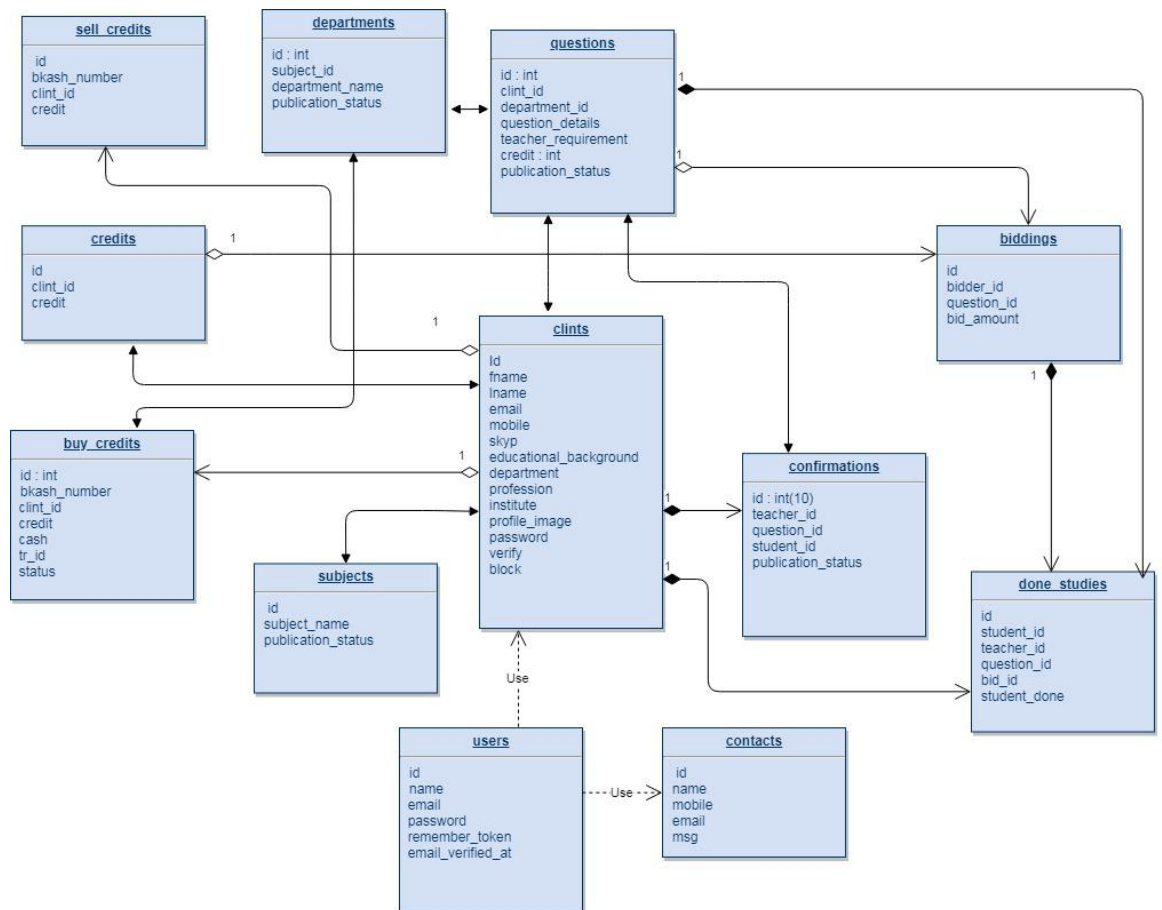 sell_credits
id
bkash_number
clint_id
credit
departments
id : int
subject_id
department_name
publication_status
questions
id : int
clint_id
department_id
question_details
teacher_requirement
credit : int
publication_status
1
1
credits
id
clint_id
credit
1
biddings
id
bidder_id
question_id
bid_amount
1
1
clints
Id
fname
lname
email
mobile
skyp
educational_background
department
profession
institute
profile_image
password
verify
block
1
1
1
buy_credits
id : int
bkash_number
clint_id
credit
cash
tr_id
status
confirmations
id : int(10)
teacher_id
question_id
student_id
publication_status
subjects
id
subject_name
publication_status
done_studies
id
student_id
teacher_id
question_id
bid_id
student_done
Use
users
id
name
email
password
remember_token
email_verified_at
Use
contacts
id
name
mobile
email
msg